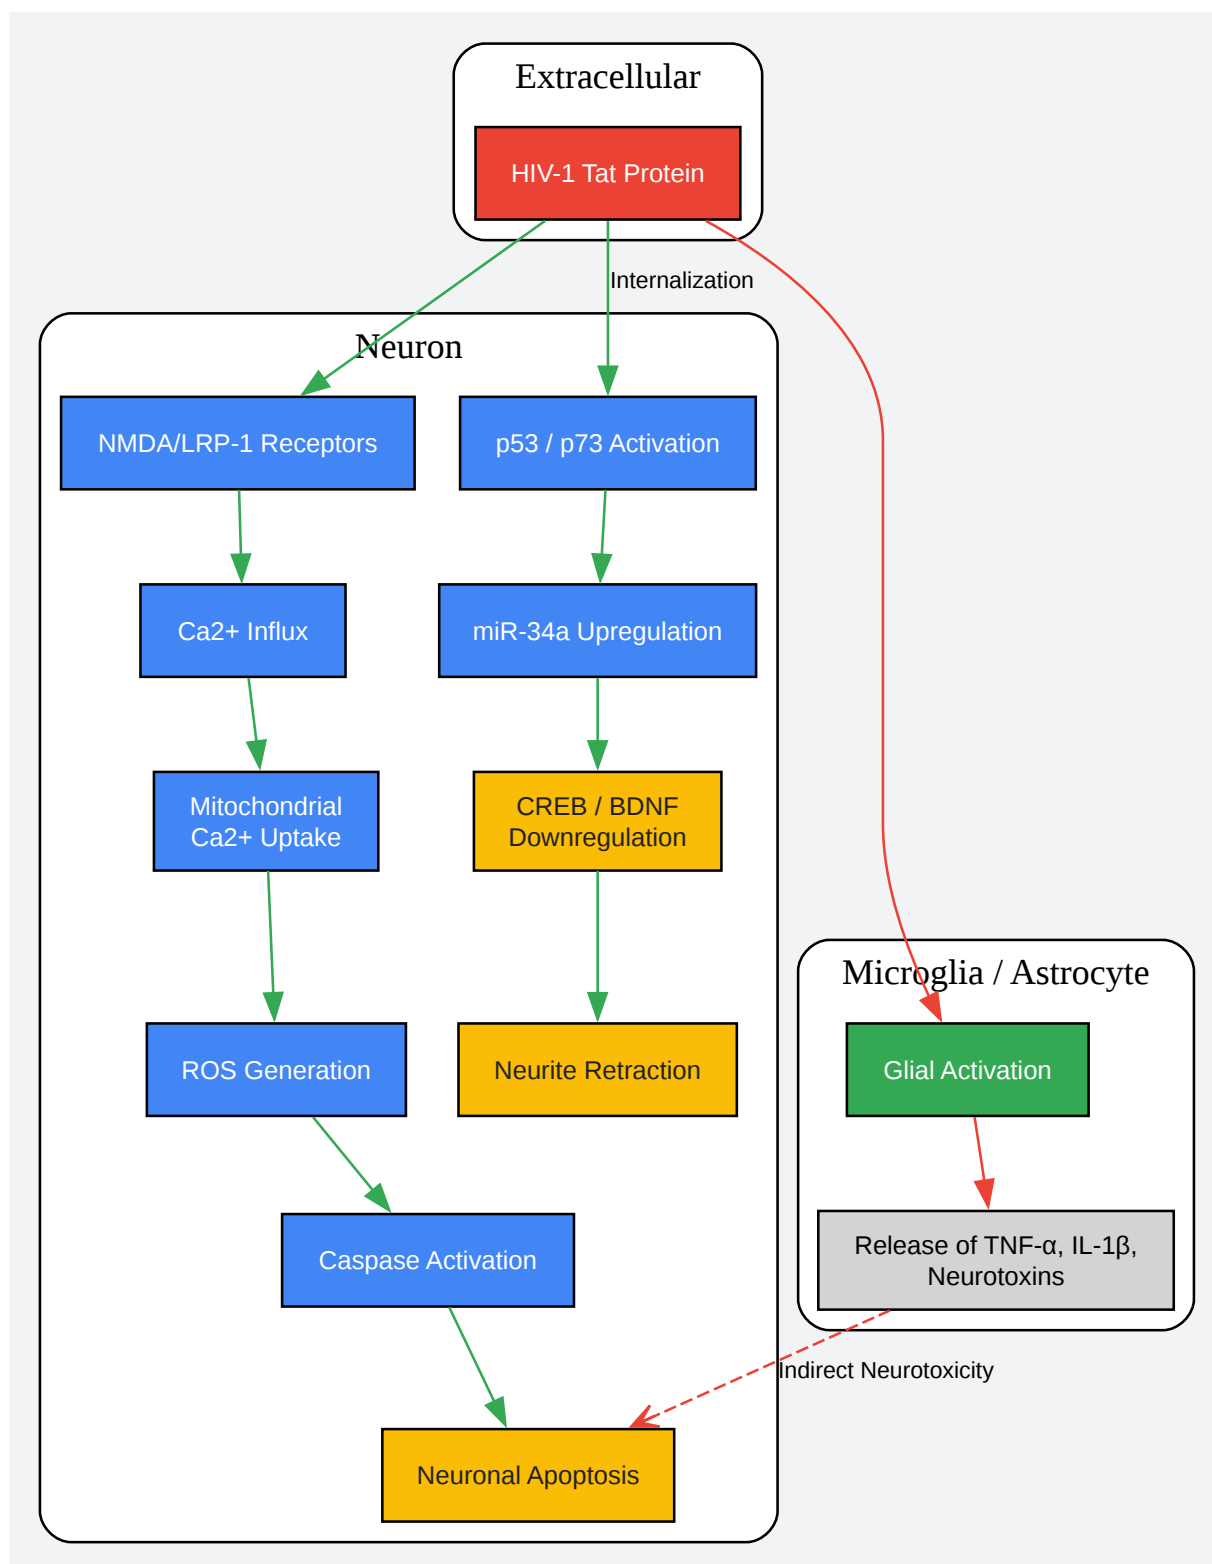 Extracellular
HIV-1 Tat Protein
Internalization
Neuron
NMDA/LRP-1 Receptors
p53 / p73 Activation
Ca2+ Influx
miR-34a Upregulation
Mitochondrial
Ca2+ Uptake
CREB / BDNF
Downregulation
Microglia / Astrocyte
ROS Generation
Neurite Retraction
Glial Activation
Caspase Activation
Release of TNF-α, IL-1β,
Neurotoxins
Indirect Neurotoxicity
Neuronal Apoptosis